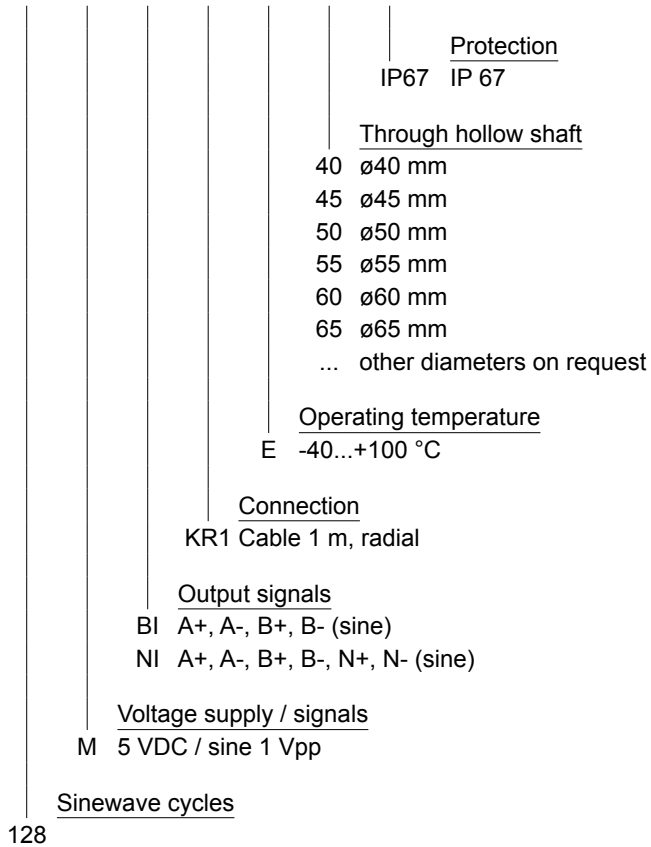 Protection
IP67 IP 67
Through hollow shaft
40 ø40 mm
45 ø45 mm
50 ø50 mm
55 ø55 mm
60 ø60 mm
65 ø65 mm
... other diameters on request
Operating temperature
E -40...+100 °C
Connection
KR1 Cable 1 m, radial
Output signals
BI A+, A-, B+, B- (sine)
NI A+, A-, B+, B-, N+, N- (sine)
Voltage supply / signals
M 5 VDC / sine 1 Vpp
Sinewave cycles
128